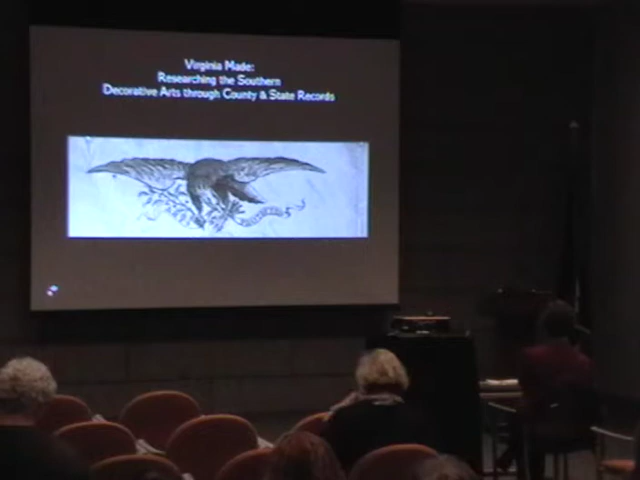 Virginia Made:
Researching the Southern
Decorative Arts through County & State Records